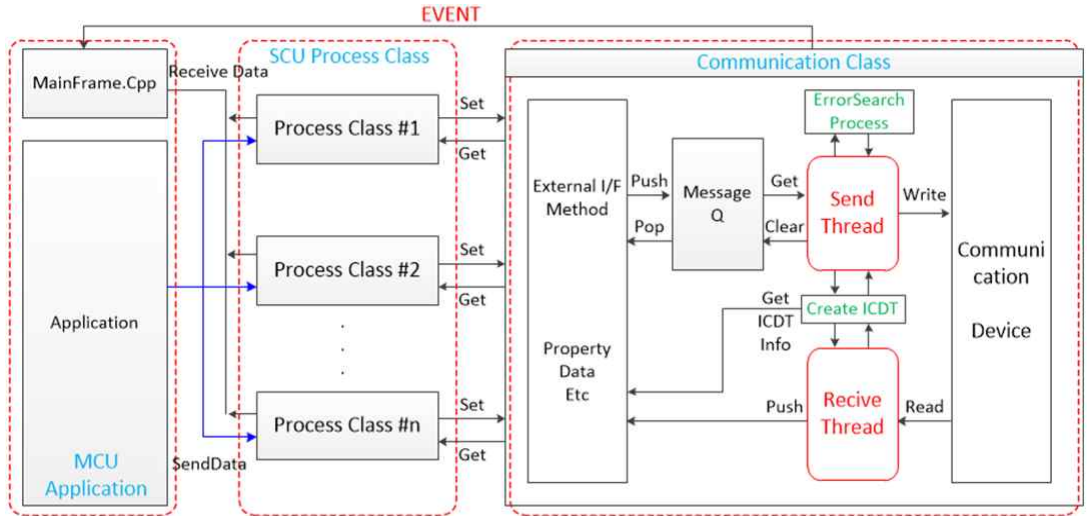 EVENT
MainFrame.Cpp
Receive Data
Application
MCU
Application
SendData
SCU Process Class
Process Class #1
Set
Get
Process Class #2
Set
Get
.
.
.
Process Class #n
Set
Get
Communication Class
External I/F
Method
Property
Data
Etc
Push
Pop
Message
Q
Get
Clear
ErrorSearch
Process
Send
Thread
Write
Get
ICDT
Info
Create ICDT
Push
Recive
Thread
Read
Communi
cation
Device